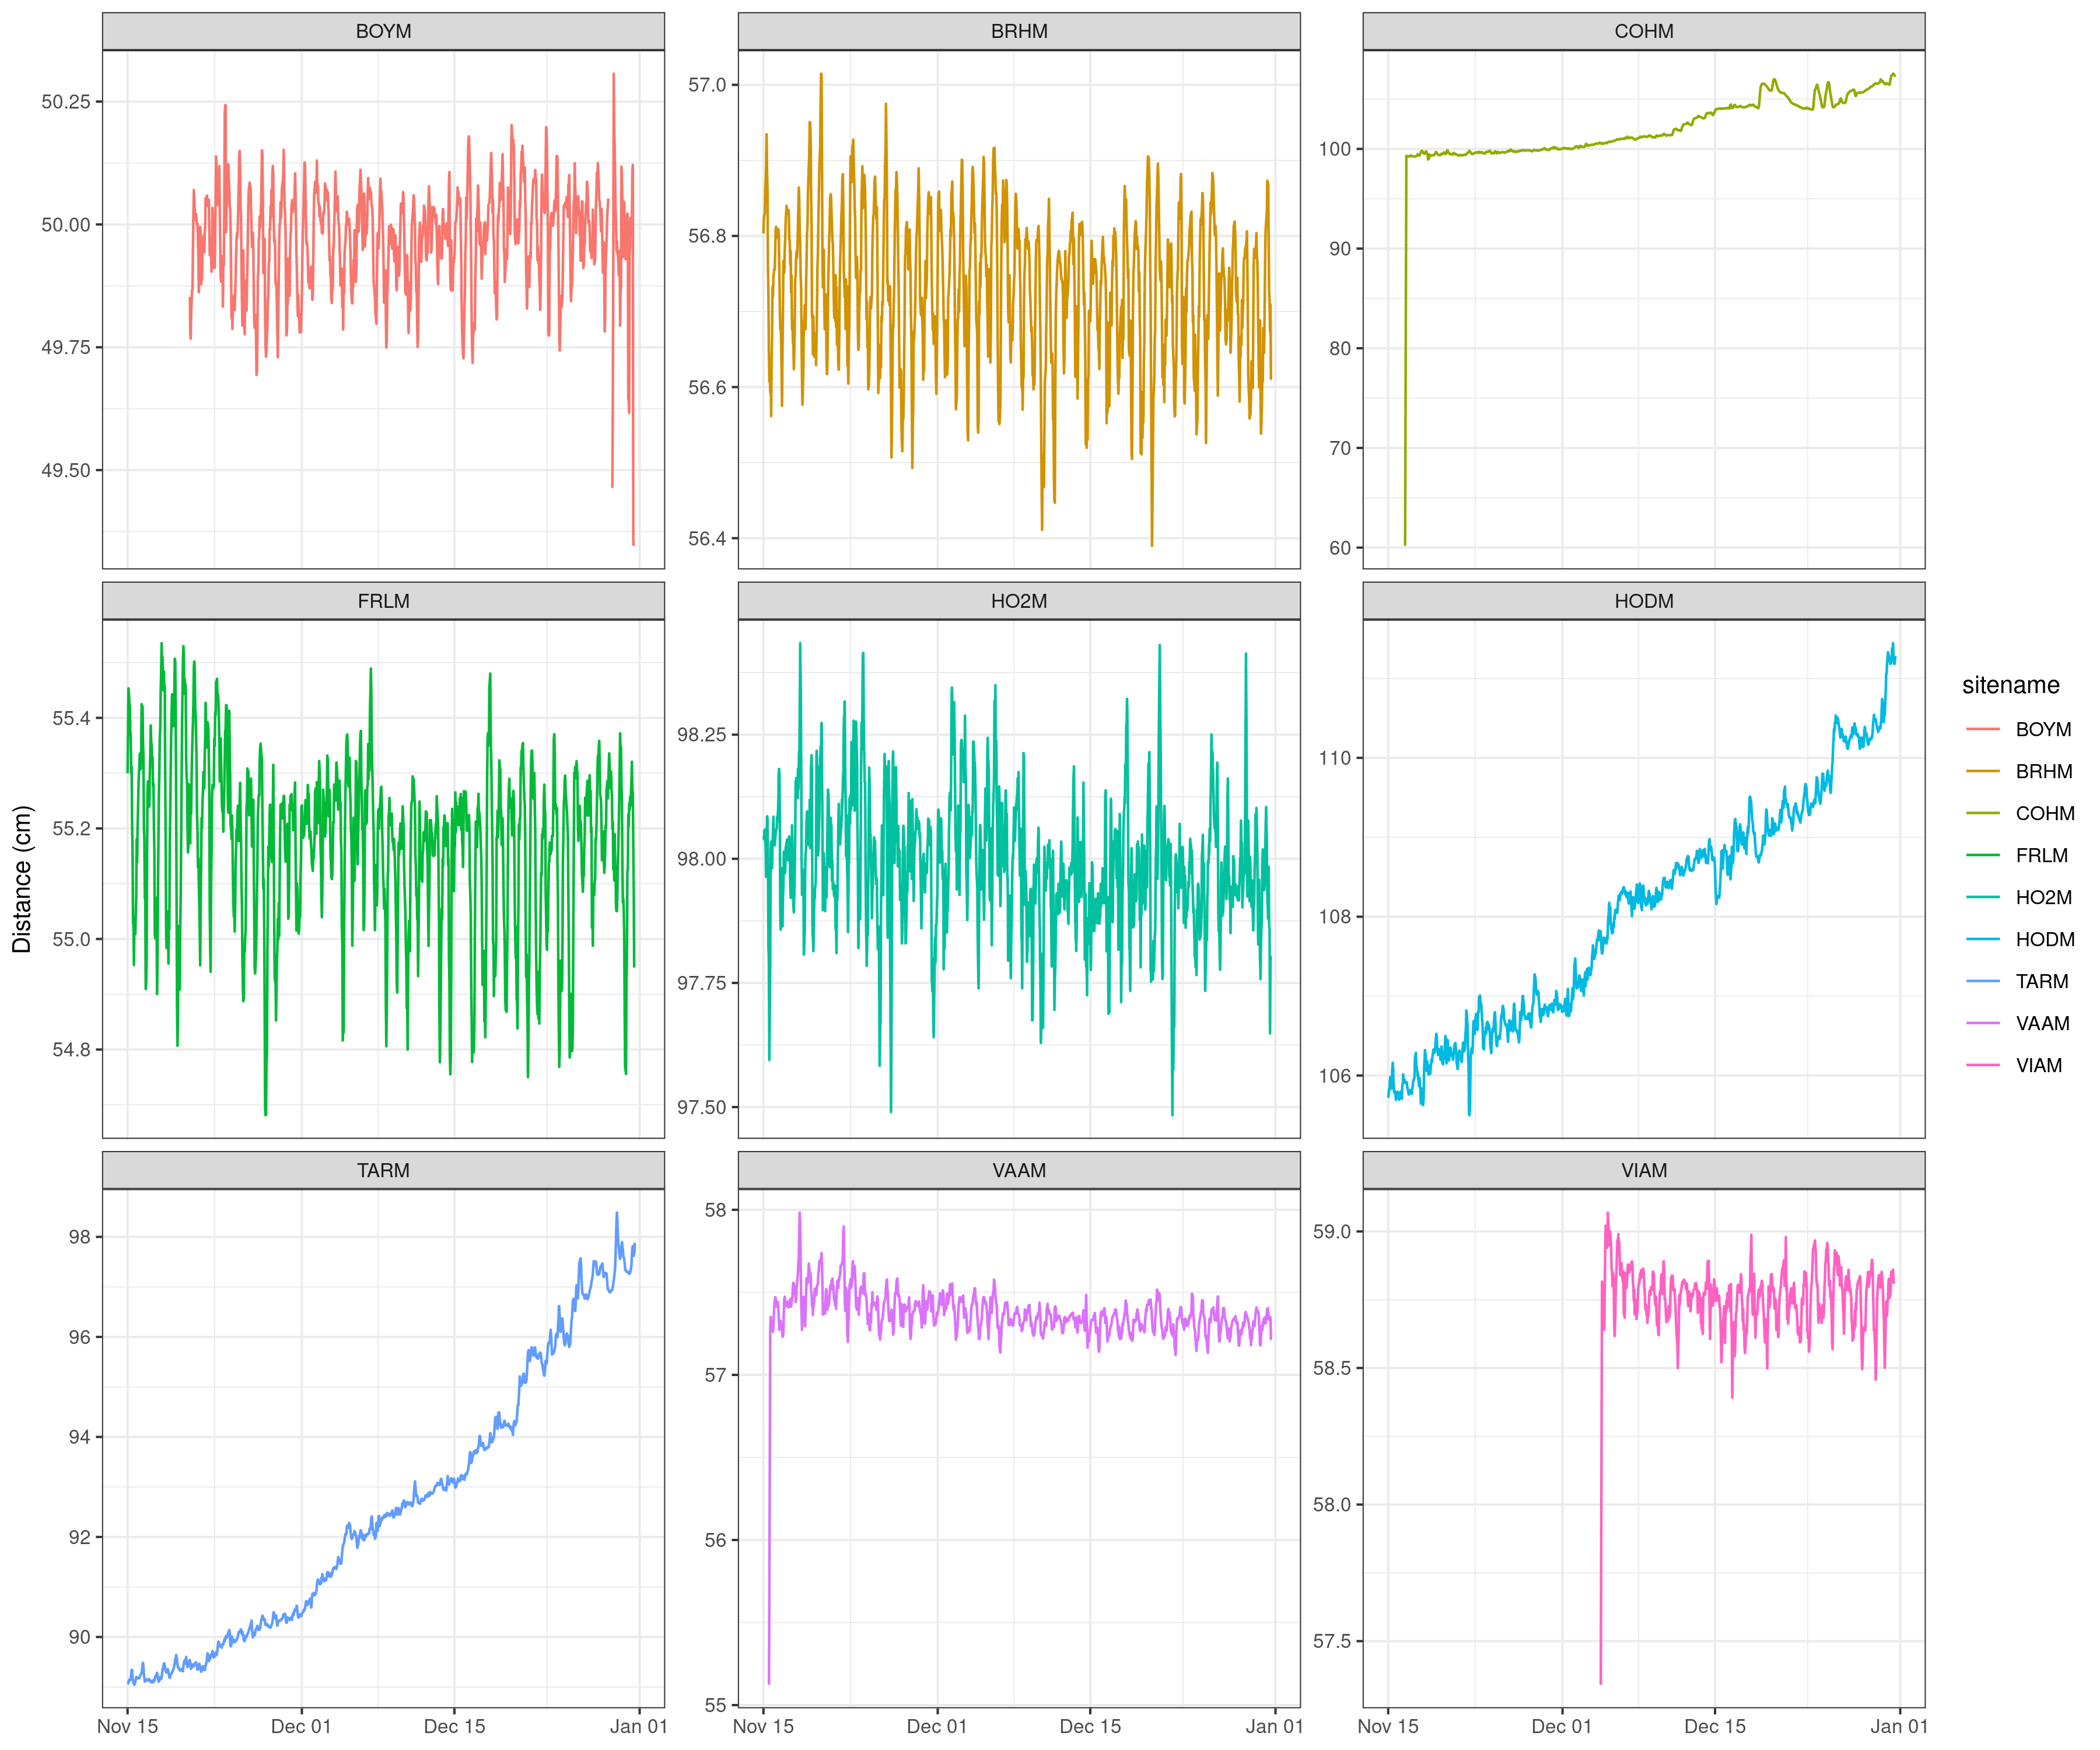 BOYM
BRHM
COHM
50.25
50.00
49.75
49.50
57.0
56.8
56.6
56.4
100
90
80
70
60
FRLM
HO2M
HODM
55.4
55.2
55.0
54.8
98.25
98.00
97.75
97.50
110
108
106
TARM
VAAM
VIAM
98
96
94
92
90
58
57
56
55
59.0
58.5
58.0
57.5
Nov 15 Dec 01 Dec 15 Jan 01
Nov 15 Dec 01 Dec 15 Jan 01
Nov 15 Dec 01 Dec 15 Jan 01
Distance (cm)
sitename
BOYM
BRHM
COHM
FRLM
HO2M
HODM
TARM
VAAM
VIAM